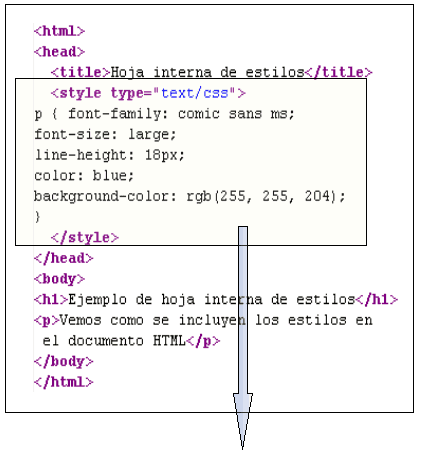 <html>
<head>
<title>Hoja interna de estilos</title>
<style type="text/css">
p { font-family: comic sans ms;
font-size: large;
line-height: 18px;
color: blue;
background-color: rgb(255, 255, 204);
}
</style>
</head>
<body>
<h1>Ejemplo de hoja interna de estilos</h1>
<p>Vemos como se incluyen los estilos en
el documento HTML</p>
</body>
</html>